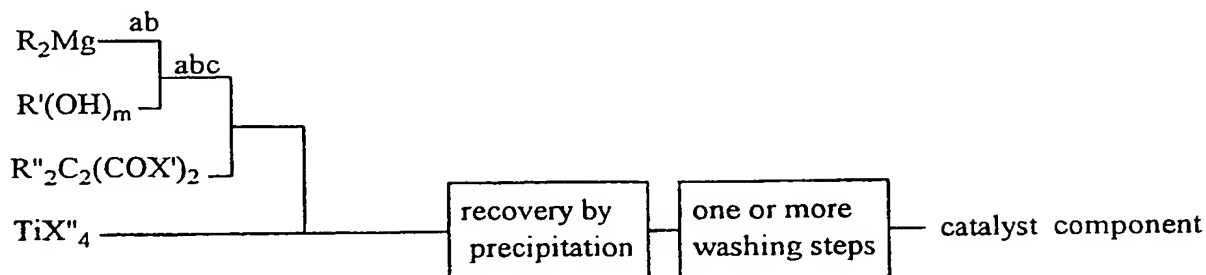 R₂Mg
ab
abc
R'(OH)ₘ
R"₂C₂(COX')₂
TiX"₄
recovery by
precipitation
one or more
washing steps
catalyst component